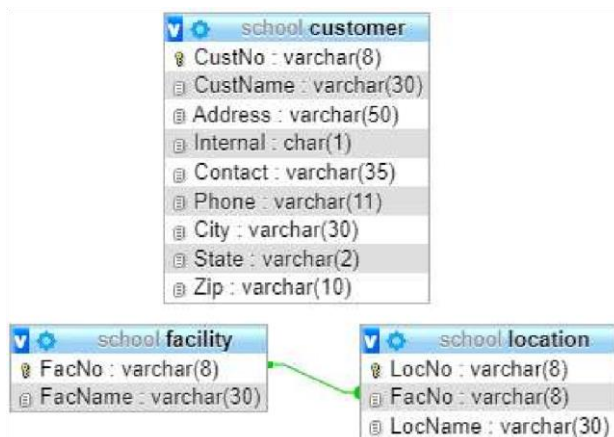 school customer
CustNo : varchar(8)
CustName : varchar(30)
Address : varchar(50)
Internal : char(1)
Contact : varchar(35)
Phone : varchar(11)
City : varchar(30)
State : varchar(2)
Zip : varchar(10)
school facility
FacNo : varchar(8)
FacName : varchar(30)
school location
LocNo : varchar(8)
FacNo : varchar(8)
LocName : varchar(30)